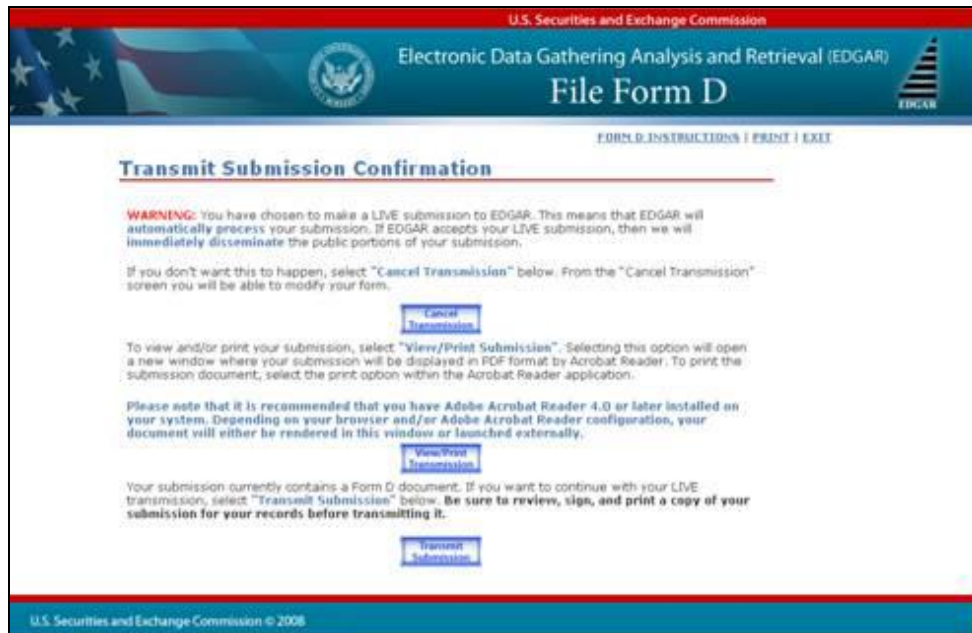 U.S. Securities and Exchange Commission
Electronic Data Gathering Analysis and Retrieval (EDGAR)
File Form D
EDGAR
FORM D INSTRUCTIONS | PRINT | EXIT
Transmit Submission Confirmation
WARNING: You have chosen to make a LIVE submission to EDGAR. This means that EDGAR will
automatically process your submission. If EDGAR accepts your LIVE submission, then we will
immediately disseminate the public portions of your submission.
If you don't want this to happen, select "Cancel Transmission" below. From the "Cancel Transmission"
screen you will be able to modify your form.
Cancel
Transmission
To view and/or print your submission, select "View/Print Submission". Selecting this option will open
a new window where your submission will be displayed in PDF format by Acrobat Reader. To print the
submission document, select the print option within the Acrobat Reader application.
Please note that it is recommended that you have Adobe Acrobat Reader 4.0 or later installed on
your system. Depending on your browser and/or Adobe Acrobat Reader configuration, your
document will either be rendered in this window or launched externally.
View/Print
Transmission
Your submission currently contains a Form D document. If you want to continue with your LIVE
transmission, select "Transmit Submission" below. Be sure to review, sign, and print a copy of your
submission for your records before transmitting it.
Transmit
Submission
U.S. Securities and Exchange Commission © 2008